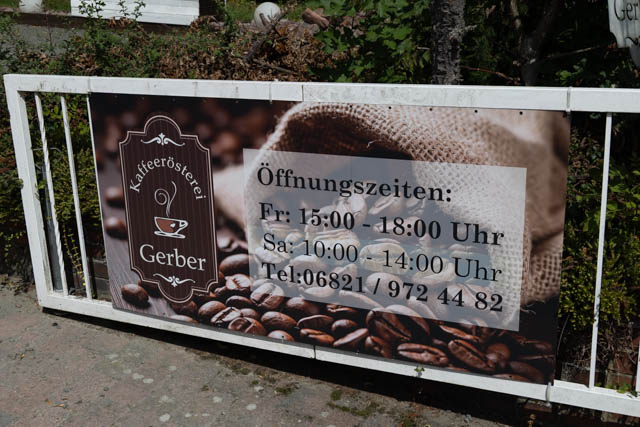 Kaffeerösterei
Gerber
Öffnungszeiten:
Fr: 15:00 - 18:00 Uhr
Sa: 10:00 - 14:00 Uhr
Tel:06821 / 972 44 82